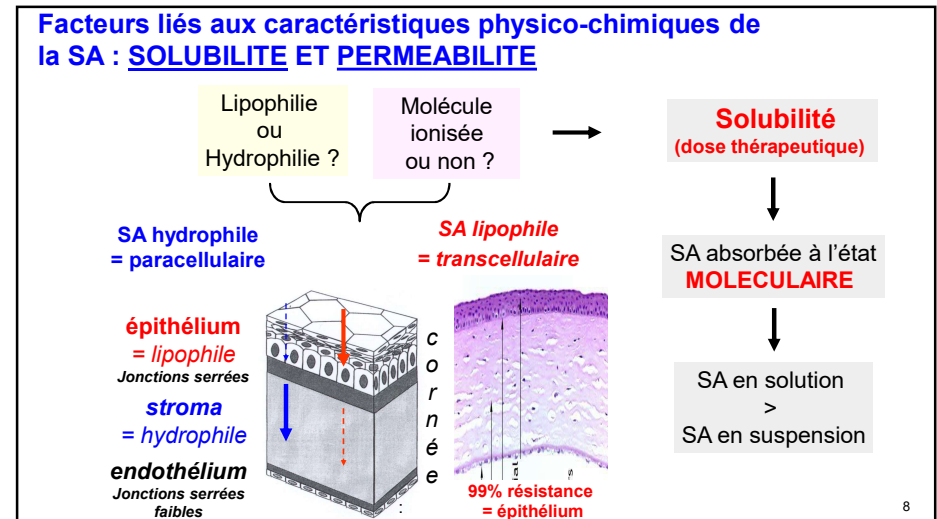 Facteurs liés aux caractéristiques physico-chimiques de
la SA : SOLUBILITE ET PERMEABILITE
Lipophilie
ou
Hydrophilie ?
Molécule
ionisée
ou non ?
Solubilité
(dose thérapeutique)
SA hydrophile
= paracellulaire
SA lipophile
= transcellulaire
SA absorbée à l'état
MOLECULAIRE
épithélium
= lipophile
Jonctions serrées
stroma
= hydrophile
endothélium
Jonctions serrées
faibles
c
o
r
n
é
e
:
99% résistance
= épithélium
SA en solution
>
SA en suspension
8